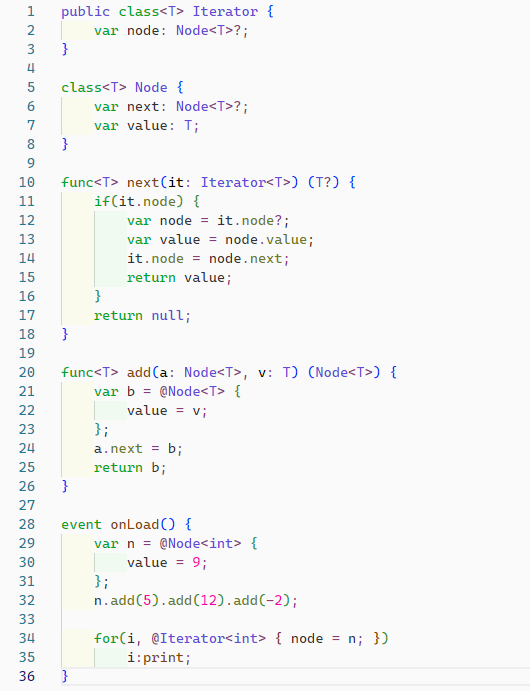 1 public class<T> Iterator {
2     var node: Node<T>?;
3 }
4
5 class<T> Node {
6     var next: Node<T>?;
7     var value: T;
8 }
9
10 func<T> next(it: Iterator<T>) (T?) {
11     if(it.node) {
12         var node = it.node?;
13         var value = node.value;
14         it.node = node.next;
15         return value;
16     }
17     return null;
18 }
19
20 func<T> add(a: Node<T>, v: T) (Node<T>) {
21     var b = @Node<T> {
22         value = v;
23     };
24     a.next = b;
25     return b;
26 }
27
28 event onLoad() {
29     var n = @Node<int> {
30         value = 9;
31     };
32     n.add(5).add(12).add(-2);
33
34     for(i, @Iterator<int> { node = n; })
35         i:print;
36 }